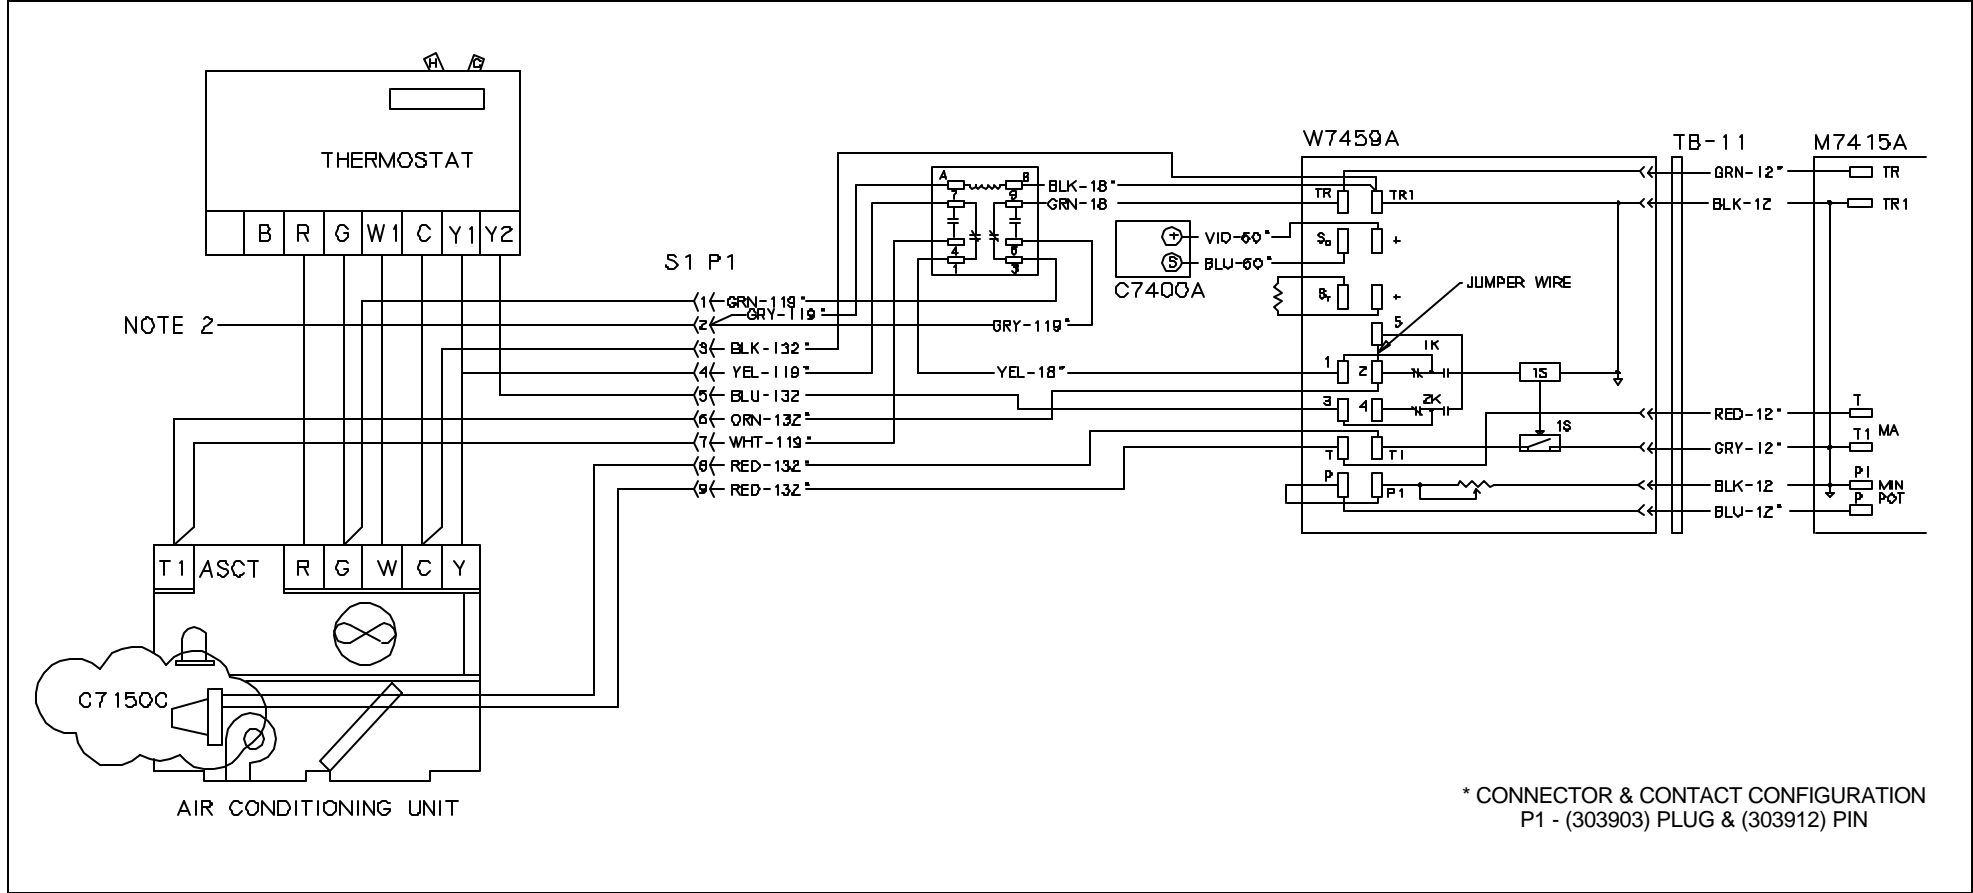 H C
THERMOSTAT
B R G W1 C Y1 Y2
NOTE 2
S1 P1
1 GRN-119"
GRY-119"
2 GRY-119"
3 BLK-132"
4 YEL-119"
5 BLU-132
6 ORN-132"
7 WHT-119"
8 RED-132"
9 RED-132"
A B
7 9
4 6
1 3
BLK-18"
GRN-18
YEL-18"
+ VIO-60"
S BLU-60"
C7400A
W7459A
TR TR1
So +
+
JUMPER WIRE
5
1K
1 2 1S
3 4 2K
1S
T T1
P P1
TB-11
GRN-12"
BLK-12
RED-12"
GRY-12"
BLK-12
BLU-12"
M7415A
TR
TR1
T
T1 MA
P1 MIN
P POT
T1 ASCT R G W C Y
C7150C
AIR CONDITIONING UNIT
* CONNECTOR & CONTACT CONFIGURATION
P1 - (303903) PLUG & (303912) PIN